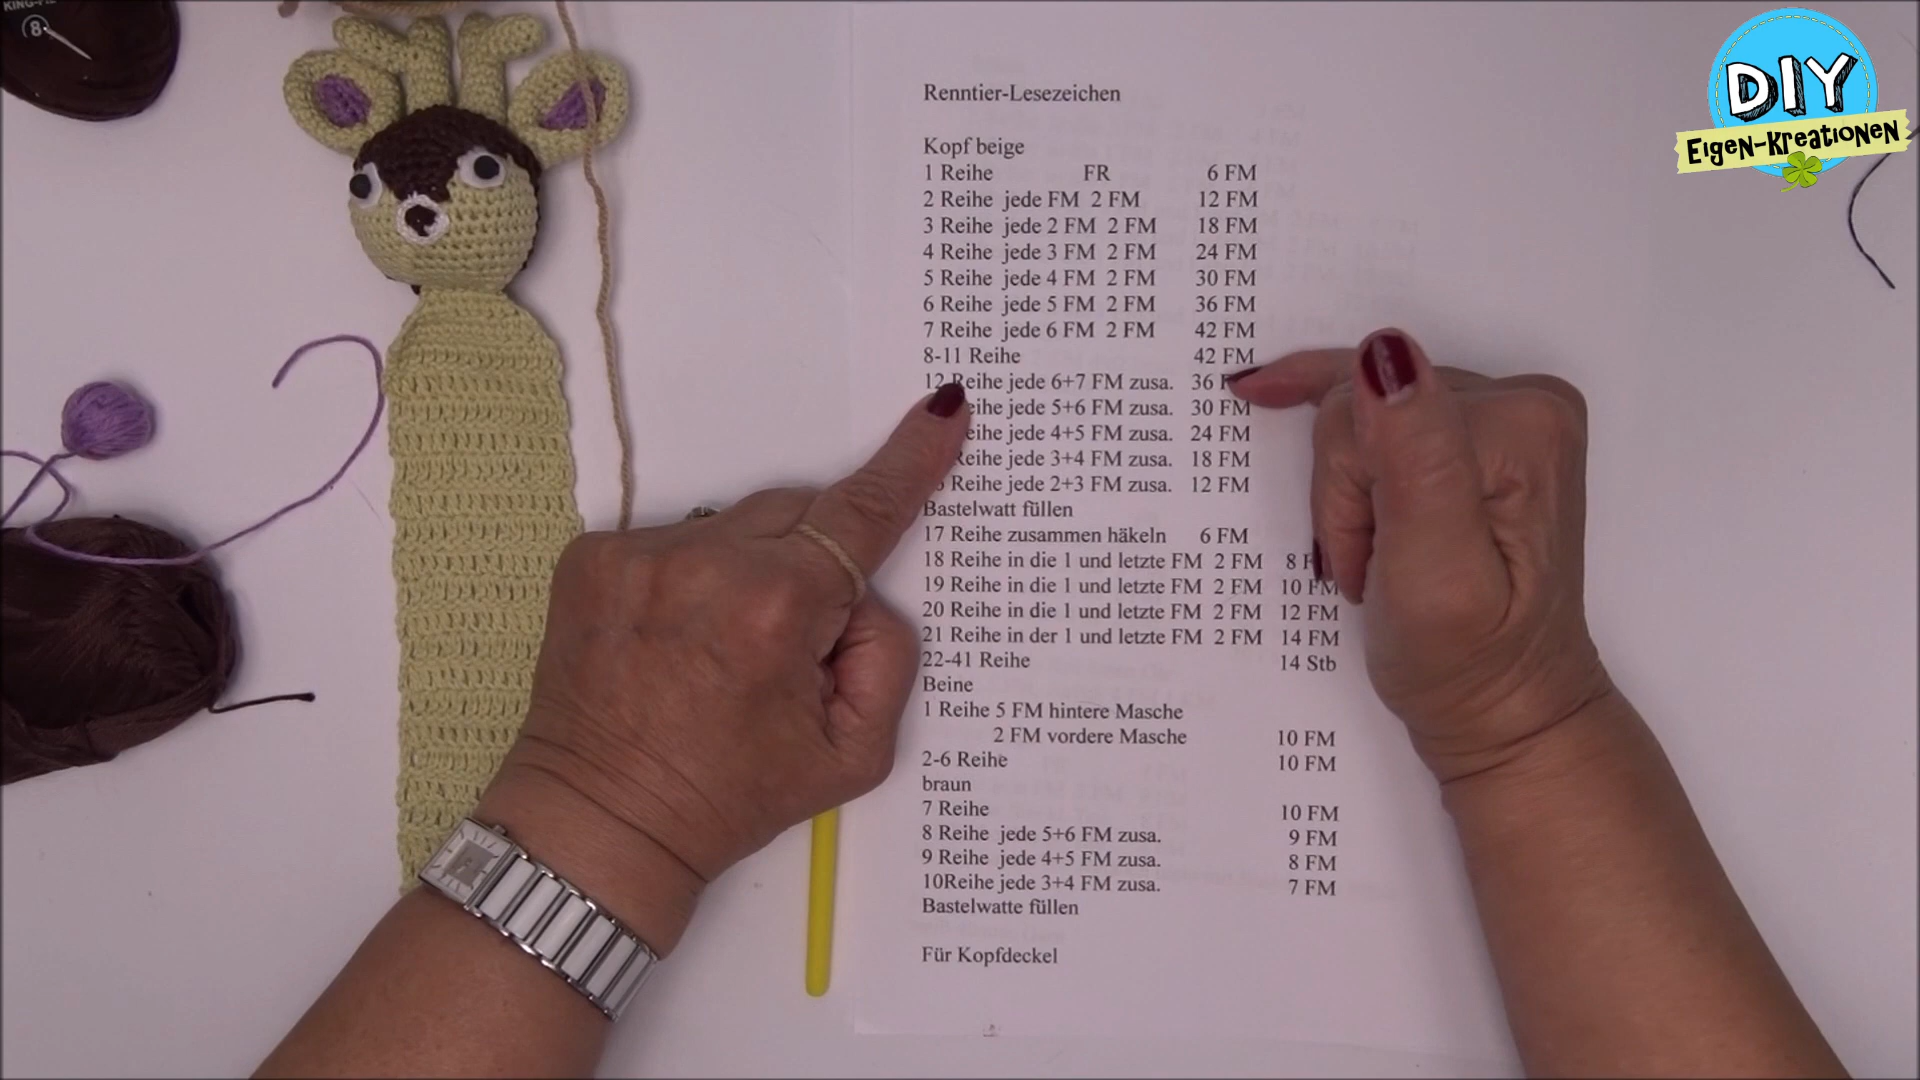 KING-
8
DIY
Eigen-Kreationen
Renntier-Lesezeichen
Kopf beige
1 Reihe FR 6 FM
2 Reihe jede FM 2 FM 12 FM
3 Reihe jede 2 FM 2 FM 18 FM
4 Reihe jede 3 FM 2 FM 24 FM
5 Reihe jede 4 FM 2 FM 30 FM
6 Reihe jede 5 FM 2 FM 36 FM
7 Reihe jede 6 FM 2 FM 42 FM
8-11 Reihe 42 FM
12 Reihe jede 6+7 FM zusa. 36 F
eihe jede 5+6 FM zusa. 30 FM
eihe jede 4+5 FM zusa. 24 FM
Reihe jede 3+4 FM zusa. 18 FM
Reihe jede 2+3 FM zusa. 12 FM
Bastelwatt füllen
17 Reihe zusammen häkeln 6 FM
18 Reihe in die 1 und letzte FM 2 FM 8 F
19 Reihe in die 1 und letzte FM 2 FM 10 FM
20 Reihe in die 1 und letzte FM 2 FM 12 FM
21 Reihe in der 1 und letzte FM 2 FM 14 FM
22-41 Reihe 14 Stb
Beine
1 Reihe 5 FM hintere Masche
2 FM vordere Masche 10 FM
2-6 Reihe 10 FM
braun
7 Reihe 10 FM
8 Reihe jede 5+6 FM zusa. 9 FM
9 Reihe jede 4+5 FM zusa. 8 FM
10Reihe jede 3+4 FM zusa. 7 FM
Bastelwatte füllen
Für Kopfdeckel